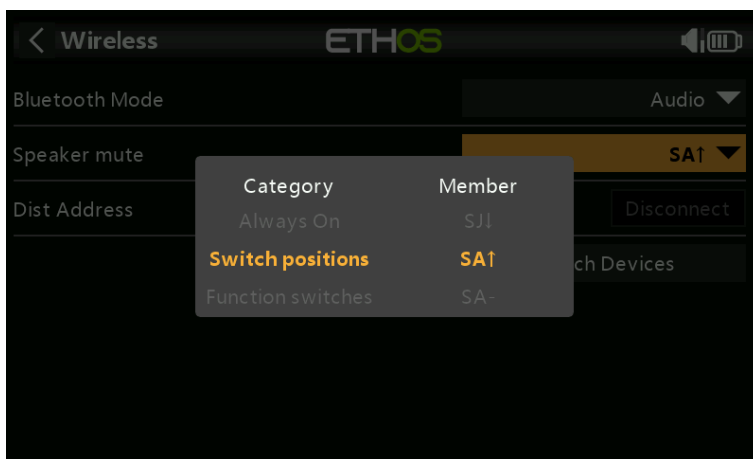 Wireless
ETHOS
Bluetooth Mode Audio
Speaker mute SA↑
Category Member
Dist Address Always On SJ↓ Disconnect
Switch positions SA↑ ch Devices
Function switches SA-